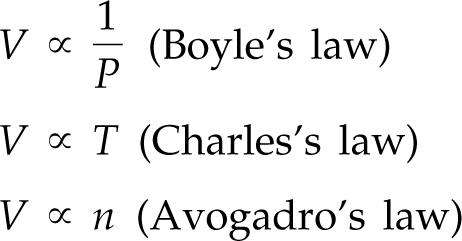 V ∝ 1/P (Boyle's law)
V ∝ T (Charles's law)
V ∝ n (Avogadro's law)